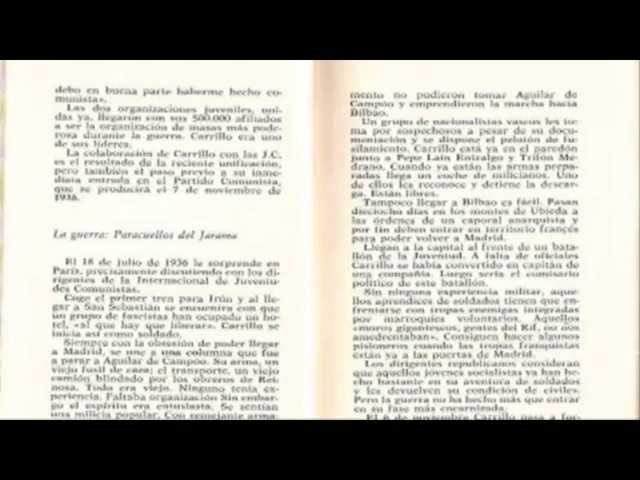 debo en buena parte haberme hecho co-
munista».
Las dos organizaciones juveniles, uni-
das ya, llegaron con sus 500.000 afiliados
a ser la organización de masas más pode-
rosa durante la guerra. Carrillo era uno
de sus líderes.
La colaboración de Carrillo con las J.C.
es el resultado de la reciente unificación,
pero también el paso previo a su inme-
diata entrada en el Partido Comunista,
que se producirá el 7 de noviembre de
1936.
La guerra: Paracuellos del Jarama
El 18 de julio de 1936 le sorprende en
París, precisamente discutiendo con los di-
rigentes de la Internacional de Juventu-
des Comunistas.
Coge el primer tren para Irún y al lle-
gar a San Sebastián se encuentra con que
un grupo de fascistas han ocupado un ho-
tel, «al que hay que liberar». Carrillo se
inicia así como soldado.
Siempre con la obsesión de poder llegar
a Madrid, se une a una columna que fue
a parar a Aguilar de Campóo. Su arma, un
viejo fusil de caza; el transporte, un viejo
camión blindado por los obreros de Rei-
nosa. Todo era viejo. Ninguno tenía ex-
periencia. Faltaba organización Sin embar-
go el espíritu era entusiasta. Se sentían
una milicia popular. Con semejante arma-
mento no pudieron tomar Aguilar de
Campóo y emprendieron la marcha hacia
Bilbao.
Un grupo de nacionalistas vascos les to-
ma por sospechosos a pesar de su docu-
mentación y se dispone el pelotón de fu-
silamiento. Carrillo está ya en el paredón
junto a Pepe Laín Entralgo y Trifón Me-
drano. Cuando ya están las armas prepa-
radas llega un coche de milicianos. Uno
de ellos les reconoce y detiene la descar-
ga. Están libres.
Tampoco llegar a Bilbao es fácil. Pasan
dieciocho días en los montes de Ubieda a
las órdenes de un caporal anarquista y
por fin deben entrar en territorio francés
para poder volver a Madrid.
Llegan a la capital al frente de un bata-
llón de la Juventud. A falta de oficiales
Carrillo se había convertido en capitán de
una compañía. Luego sería el comisario
político de este batallón.
Sin ninguna experiencia militar, aque-
llos aprendices de soldados tienen que en-
frentarse con tropas enemigas integradas
por marroquíes voluntarios. Aquellos
«moros gigantescos, gentes del Rif, no nos
amedrentaban». Consiguen hacer algunos
pisioneros cuando las tropas franquistas
están ya a las puertas de Madrid.
Los dirigentes republicanos consideran
que aquellos jóvenes socialistas ya han he-
cho bastante en su aventura de soldados
y les devuelven su condición de civiles.
Pero la guerra no ha hecho más que entrar
en su fase más encarnizada.
El 6 de noviembre Carrillo pasa a for-